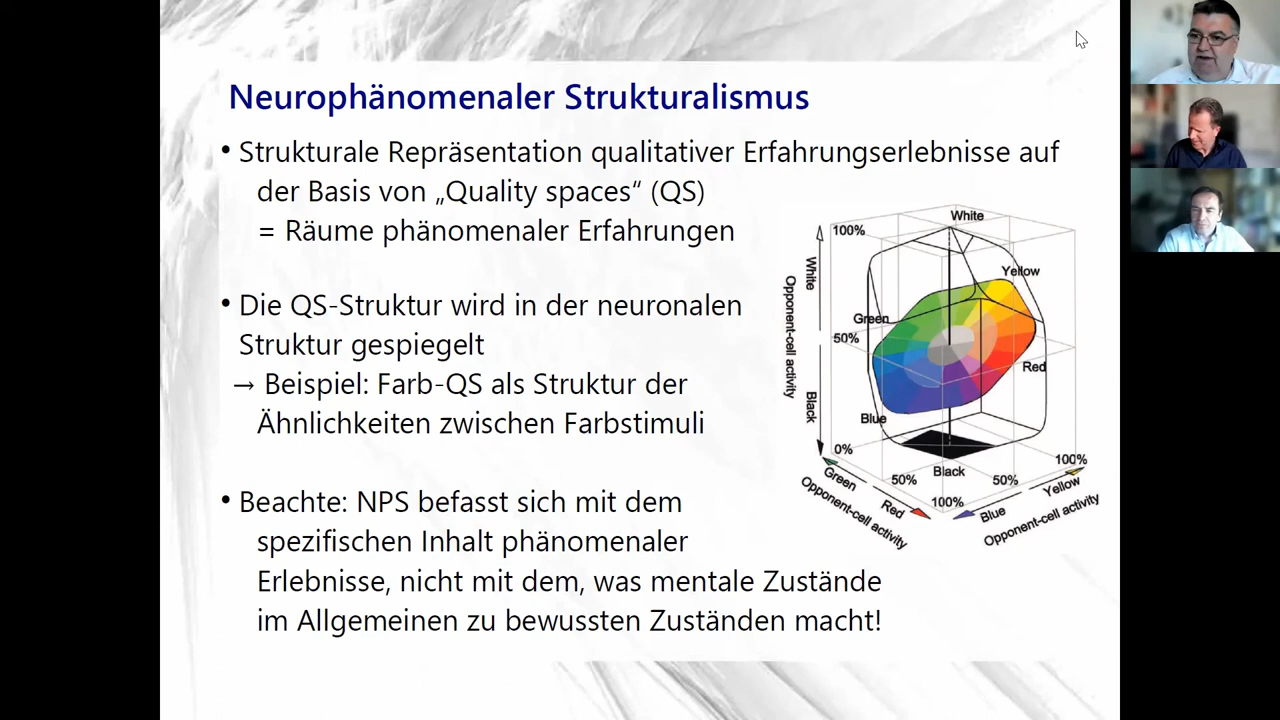 Neurophänomenaler Strukturalismus
• Strukturale Repräsentation qualitativer Erfahrungserlebnisse auf
der Basis von „Quality spaces“ (QS)
= Räume phänomenaler Erfahrungen
• Die QS-Struktur wird in der neuronalen
Struktur gespiegelt
→ Beispiel: Farb-QS als Struktur der
Ähnlichkeiten zwischen Farbstimuli
• Beachte: NPS befasst sich mit dem
spezifischen Inhalt phänomenaler
Erlebnisse, nicht mit dem, was mentale Zustände
im Allgemeinen zu bewussten Zuständen macht!
White
100%
Yellow
White
Opponent-cell activity
Green
50%
Red
Black
Blue
0%
Black
100%
Green
50%
50%
Yellow
Red
100%
Blue
Opponent-cell activity
Opponent-cell activity